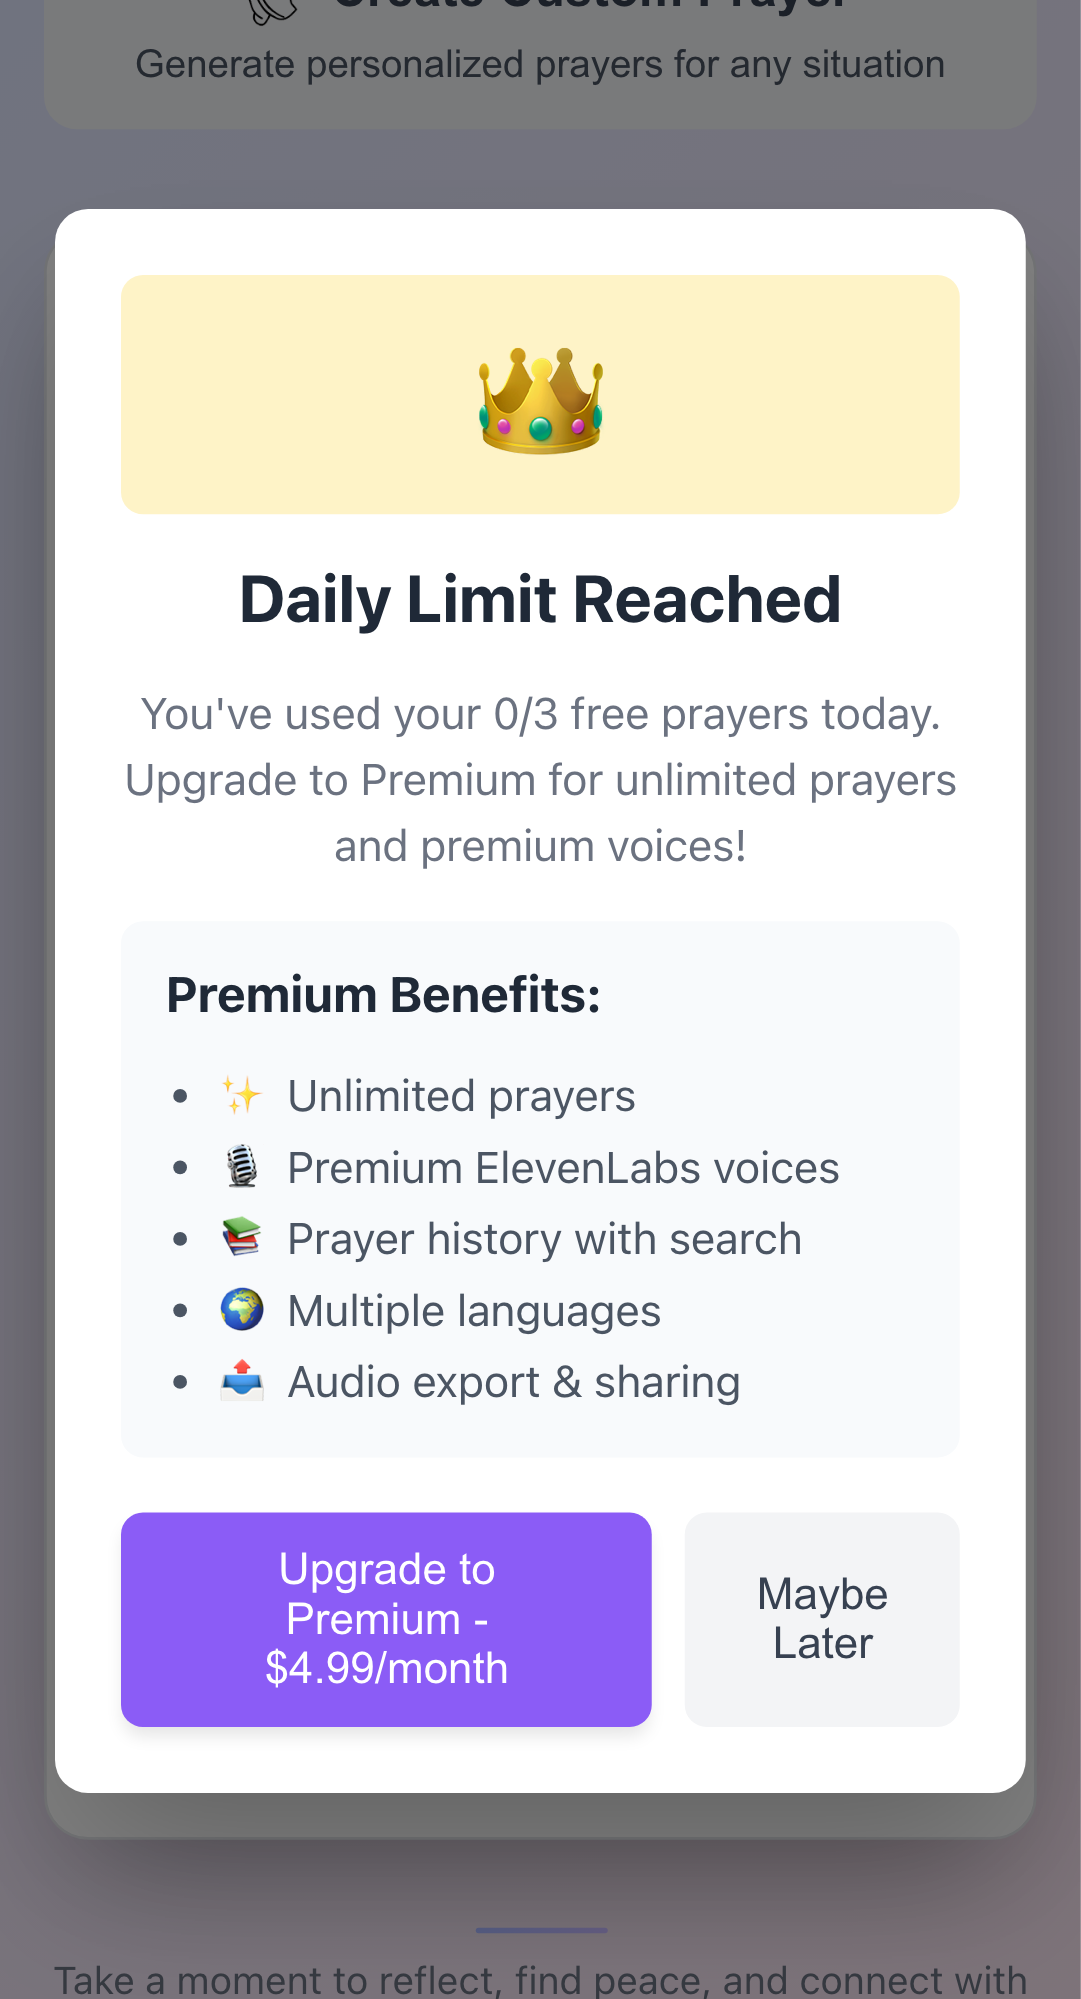 Create Custom Prayer
Generate personalized prayers for any situation
Daily Limit Reached
You've used your 0/3 free prayers today.
Upgrade to Premium for unlimited prayers
and premium voices!
Premium Benefits:
• ✨ Unlimited prayers
• 🎙️ Premium ElevenLabs voices
• 📚 Prayer history with search
• 🌍 Multiple languages
• 📤 Audio export & sharing
Upgrade to
Premium -
$4.99/month
Maybe
Later
Take a moment to reflect, find peace, and connect with